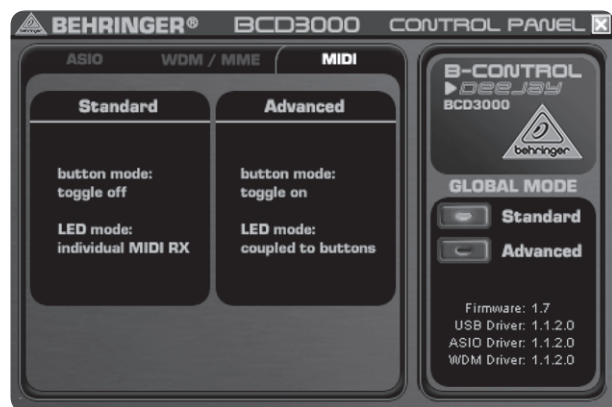 BEHRINGER® BCD3000 CONTROL PANEL X
ASIO WDM / MME MIDI
Standard
button mode:
toggle off
LED mode:
individual MIDI RX
Advanced
button mode:
toggle on
LED mode:
coupled to buttons
B-CONTROL
DEEJAY
BCD3000
behringer
GLOBAL MODE
Standard
Advanced
Firmware: 1.7
USB Driver: 1.1.2.0
ASIO Driver: 1.1.2.0
WDM Driver: 1.1.2.0